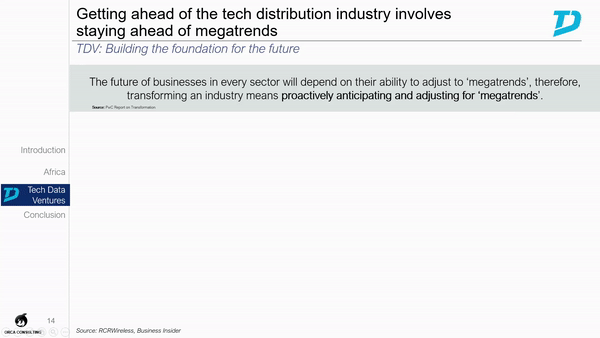 Getting ahead of the tech distribution industry involves
staying ahead of megatrends
TDV: Building the foundation for the future
The future of businesses in every sector will depend on their ability to adjust to ‘megatrends’, therefore,
transforming an industry means proactively anticipating and adjusting for ‘megatrends’.
Source: PwC Report on Transformation
Introduction
Africa
Tech Data
Ventures
Conclusion
14
ORCA CONSULTING
Source: RCRWireless, Business Insider